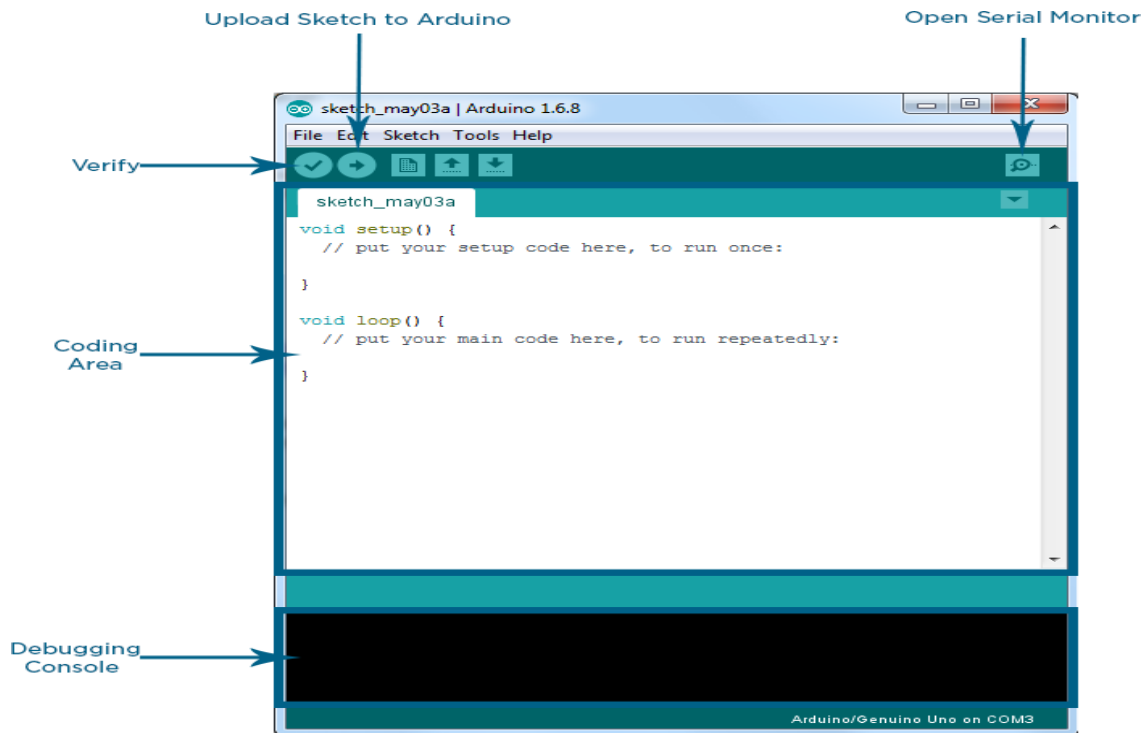 Upload Sketch to Arduino
Open Serial Monitor
sketch_may03a | Arduino 1.6.8
File Edit Sketch Tools Help
Verify
sketch_may03a
void setup() {
// put your setup code here, to run once:
}
void loop() {
// put your main code here, to run repeatedly:
}
Coding
Area
Debugging
Console
Arduino/Genuino Uno on COM3